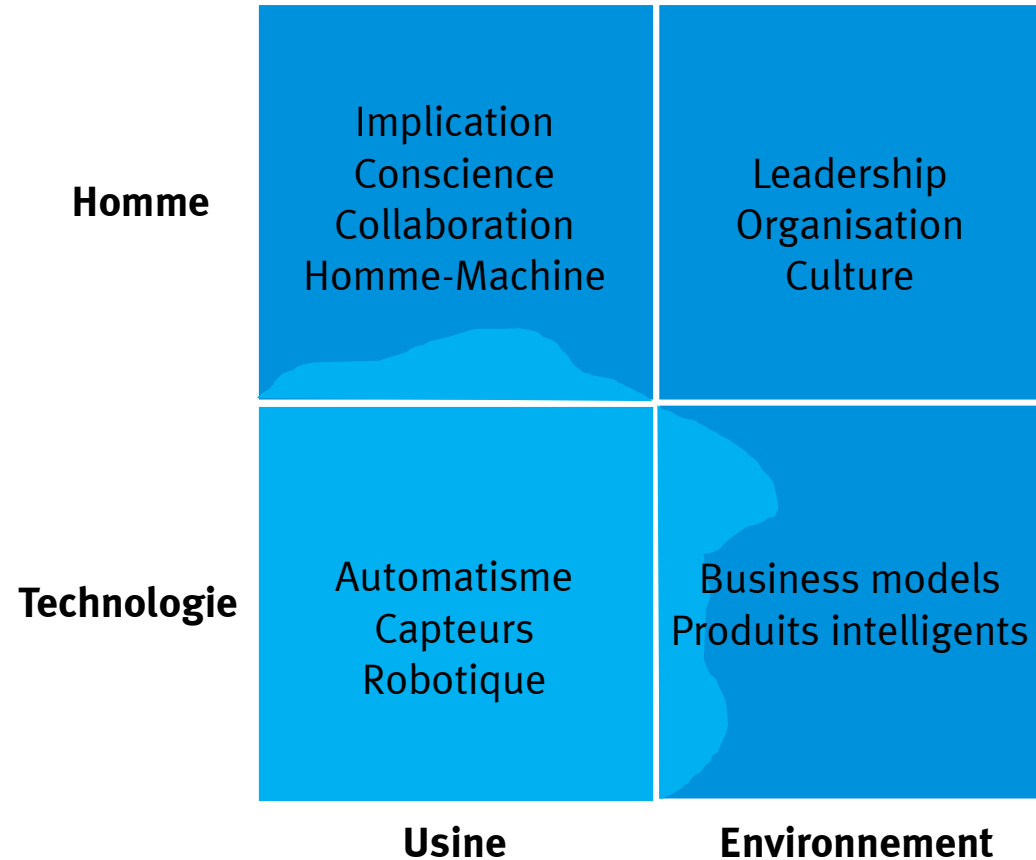 Homme
Implication
Conscience
Collaboration
Homme-Machine
Leadership
Organisation
Culture
Technologie
Automatisme
Capteurs
Robotique
Business models
Produits intelligents
Usine
Environnement